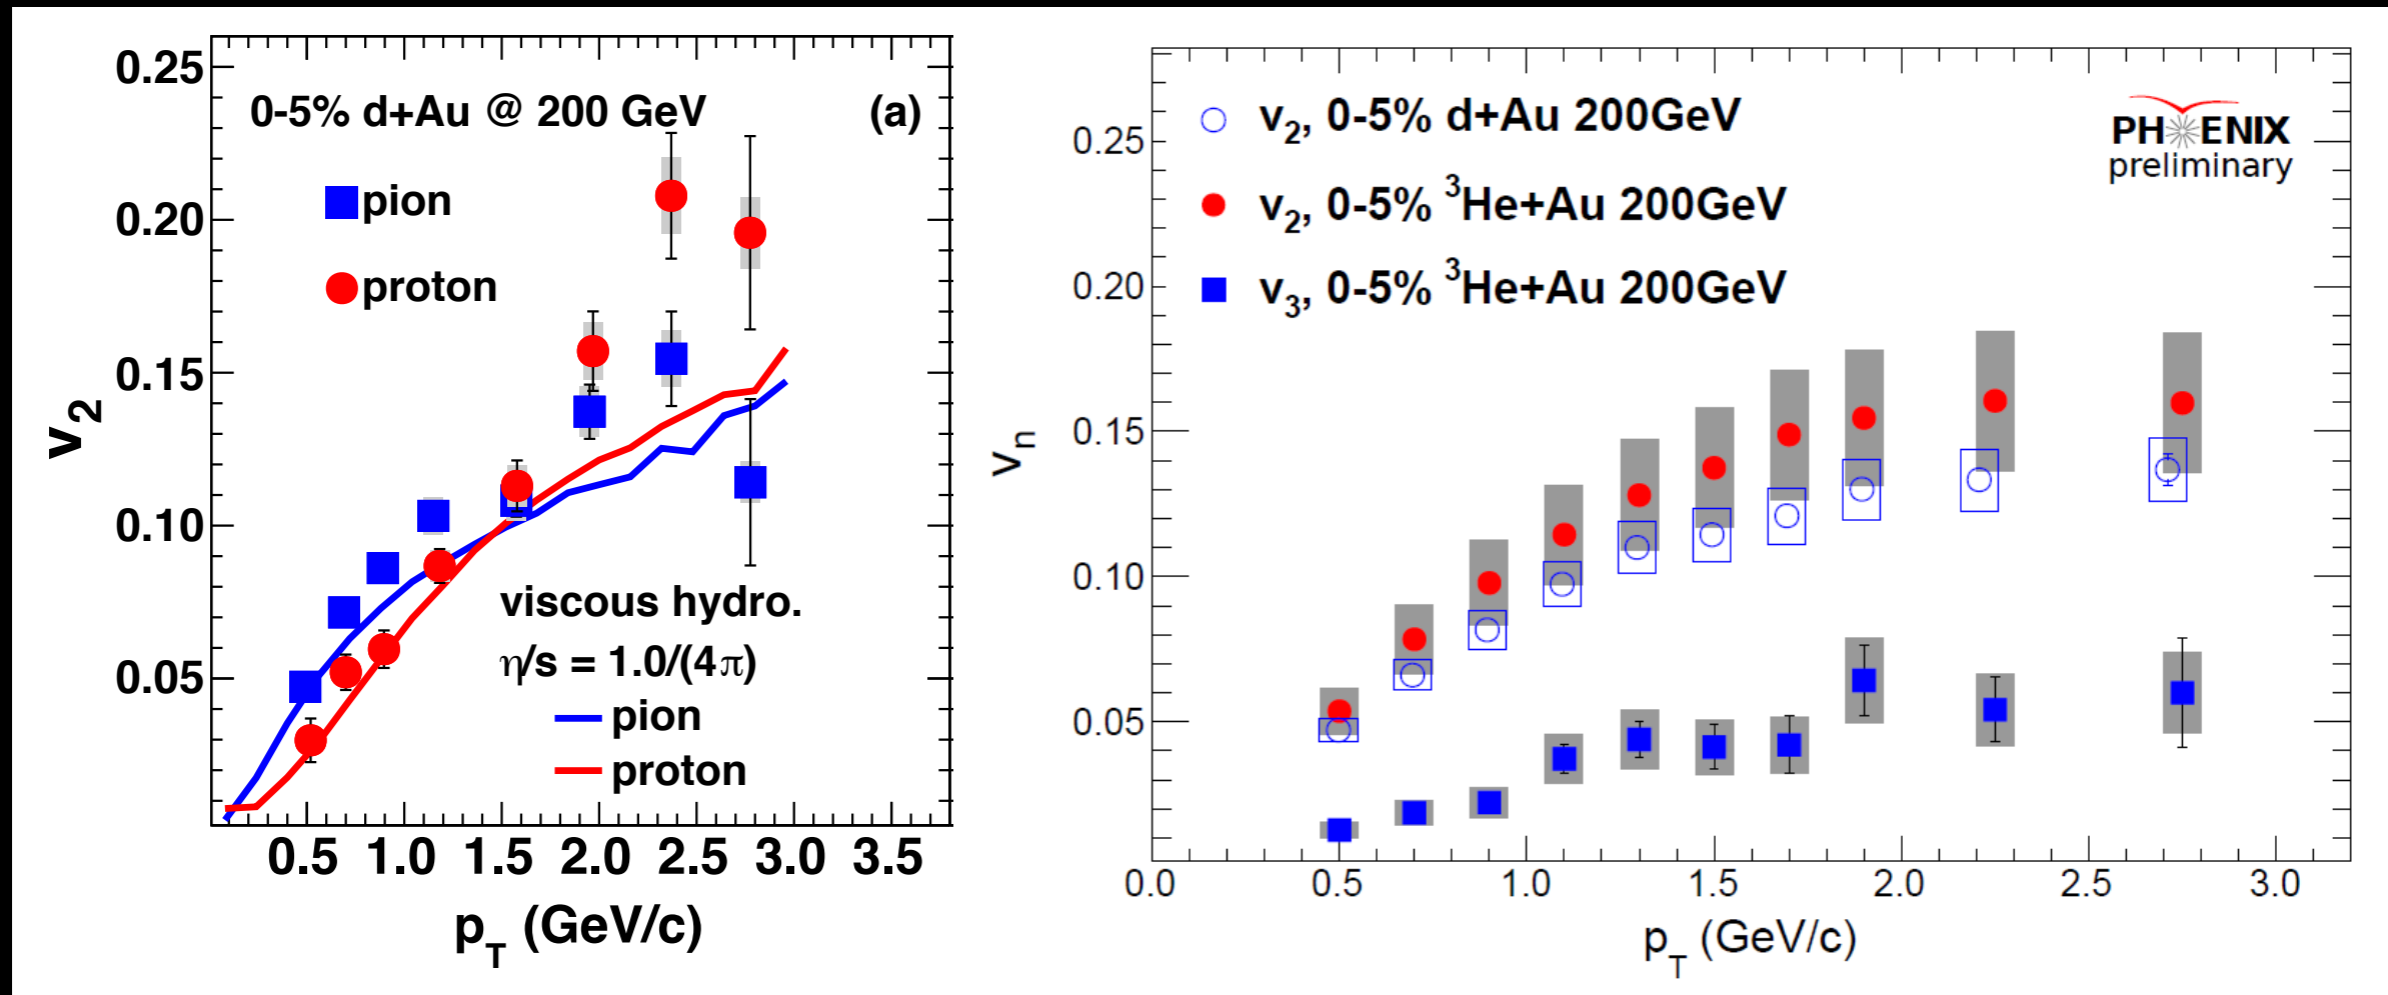 0.25
0.20
0.15
0.10
0.05
v2
0-5% d+Au @ 200 GeV
(a)
pion
proton
viscous hydro.
η/s = 1.0/(4π)
pion
proton
0.5 1.0 1.5 2.0 2.5 3.0 3.5
pT (GeV/c)
0.25
0.20
0.15
0.10
0.05
vn
v2, 0-5% d+Au 200GeV
v2, 0-5% 3He+Au 200GeV
v3, 0-5% 3He+Au 200GeV
PHENIX
preliminary
0.0 0.5 1.0 1.5 2.0 2.5 3.0
pT (GeV/c)